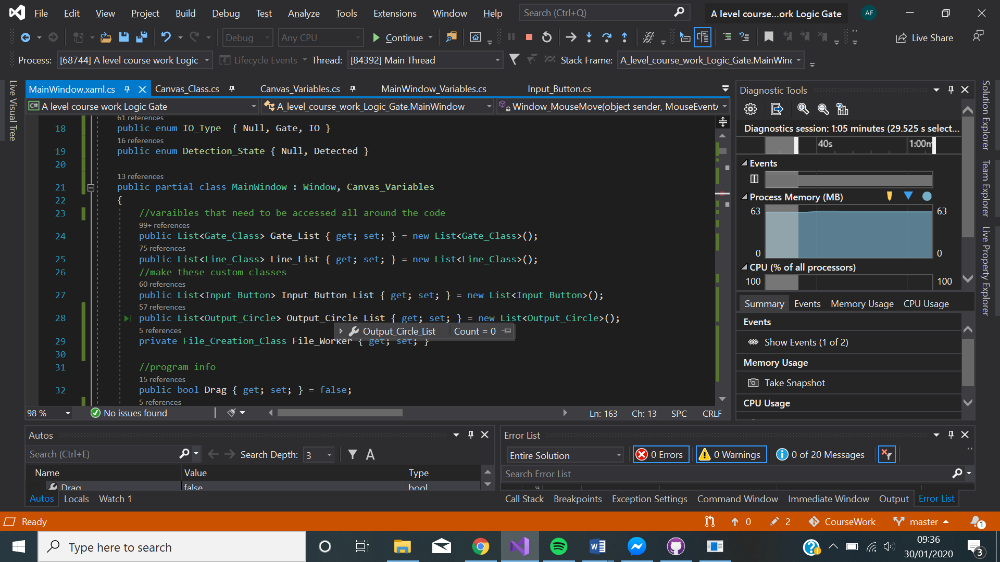 File Edit View Project Build Debug Test Analyze Tools Extensions Window Help Search (Ctrl+Q) A level course...ork Logic Gate AF
Debug Any CPU Continue Live Share
Process: [68744] A level course work Logic Lifecycle Events Thread: [84392] Main Thread Stack Frame: A_level_course_work_Logic_Gate.MainWind
Live Visual Tree
MainWindow.xaml.cs Canvas_Class.cs Canvas_Variables.cs MainWindow_Variables.cs Input_Button.cs
C# A level course work Logic Gate A_level_course_work_Logic_Gate.MainWindow Window_MouseMove(object sender, MouseEventA
61 references
18 public enum IO_Type { Null, Gate, IO }
16 references
19 public enum Detection_State { Null, Detected }
20
13 references
21 public partial class MainWindow : Window, Canvas_Variables
22 {
23 //varaibles that need to be accessed all around the code
99+ references
24 public List<Gate_Class> Gate_List { get; set; } = new List<Gate_Class>();
75 references
25 public List<Line_Class> Line_List { get; set; } = new List<Line_Class>();
26 //make these custom classes
60 references
27 public List<Input_Button> Input_Button_List { get; set; } = new List<Input_Button>();
57 references
28 public List<Output_Circle> Output_Circle_List { get; set; } = new List<Output_Circle>();
5 references
Output_Circle_List Count = 0
29 private File_Creation_Class File_Worker { get; set; }
30
31 //program info
15 references
32 public bool Drag { get; set; } = false;
5 references
98 % No issues found Ln: 163 Ch: 13 SPC CRLF
Diagnostic Tools
Diagnostics session: 1:05 minutes (29.525 s select...
40s 1:00m
Events
Process Memory (MB)
63 63
0 0
CPU (% of all processors)
100 100
Summary Events Memory Usage CPU Usage
Events
Show Events (1 of 2)
Memory Usage
Take Snapshot
CPU Usage
Solution Explorer
Team Explorer
Live Property Explorer
Autos
Search (Ctrl+E) Search Depth: 3 A
Name Value Type
Drag false bool
Autos Locals Watch 1
Error List
Entire Solution 0 Errors 0 Warnings 0 of 20 Messages
Search Error List
Call Stack Breakpoints Exception Settings Command Window Immediate Window Output Error List
Ready 0 2 CourseWork master 1
Type here to search 09:36
30/01/2020 3